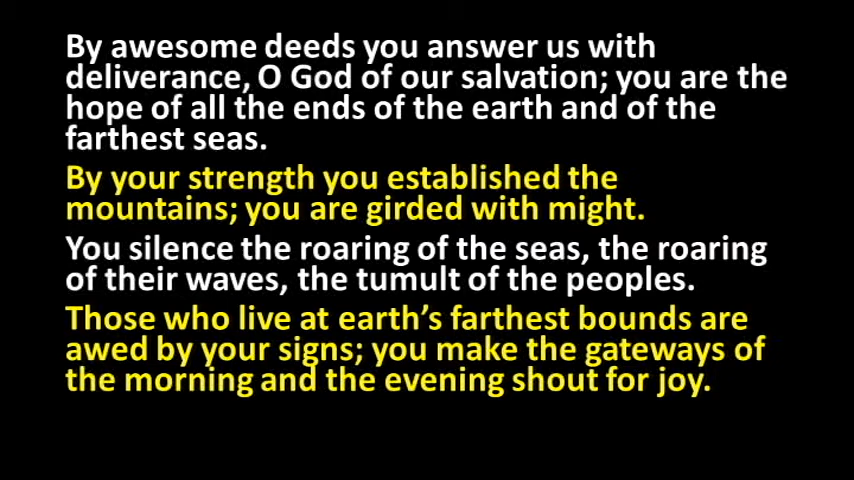 By awesome deeds you answer us with
deliverance, O God of our salvation; you are the
hope of all the ends of the earth and of the
farthest seas.
By your strength you established the
mountains; you are girded with might.
You silence the roaring of the seas, the roaring
of their waves, the tumult of the peoples.
Those who live at earth’s farthest bounds are
awed by your signs; you make the gateways of
the morning and the evening shout for joy.